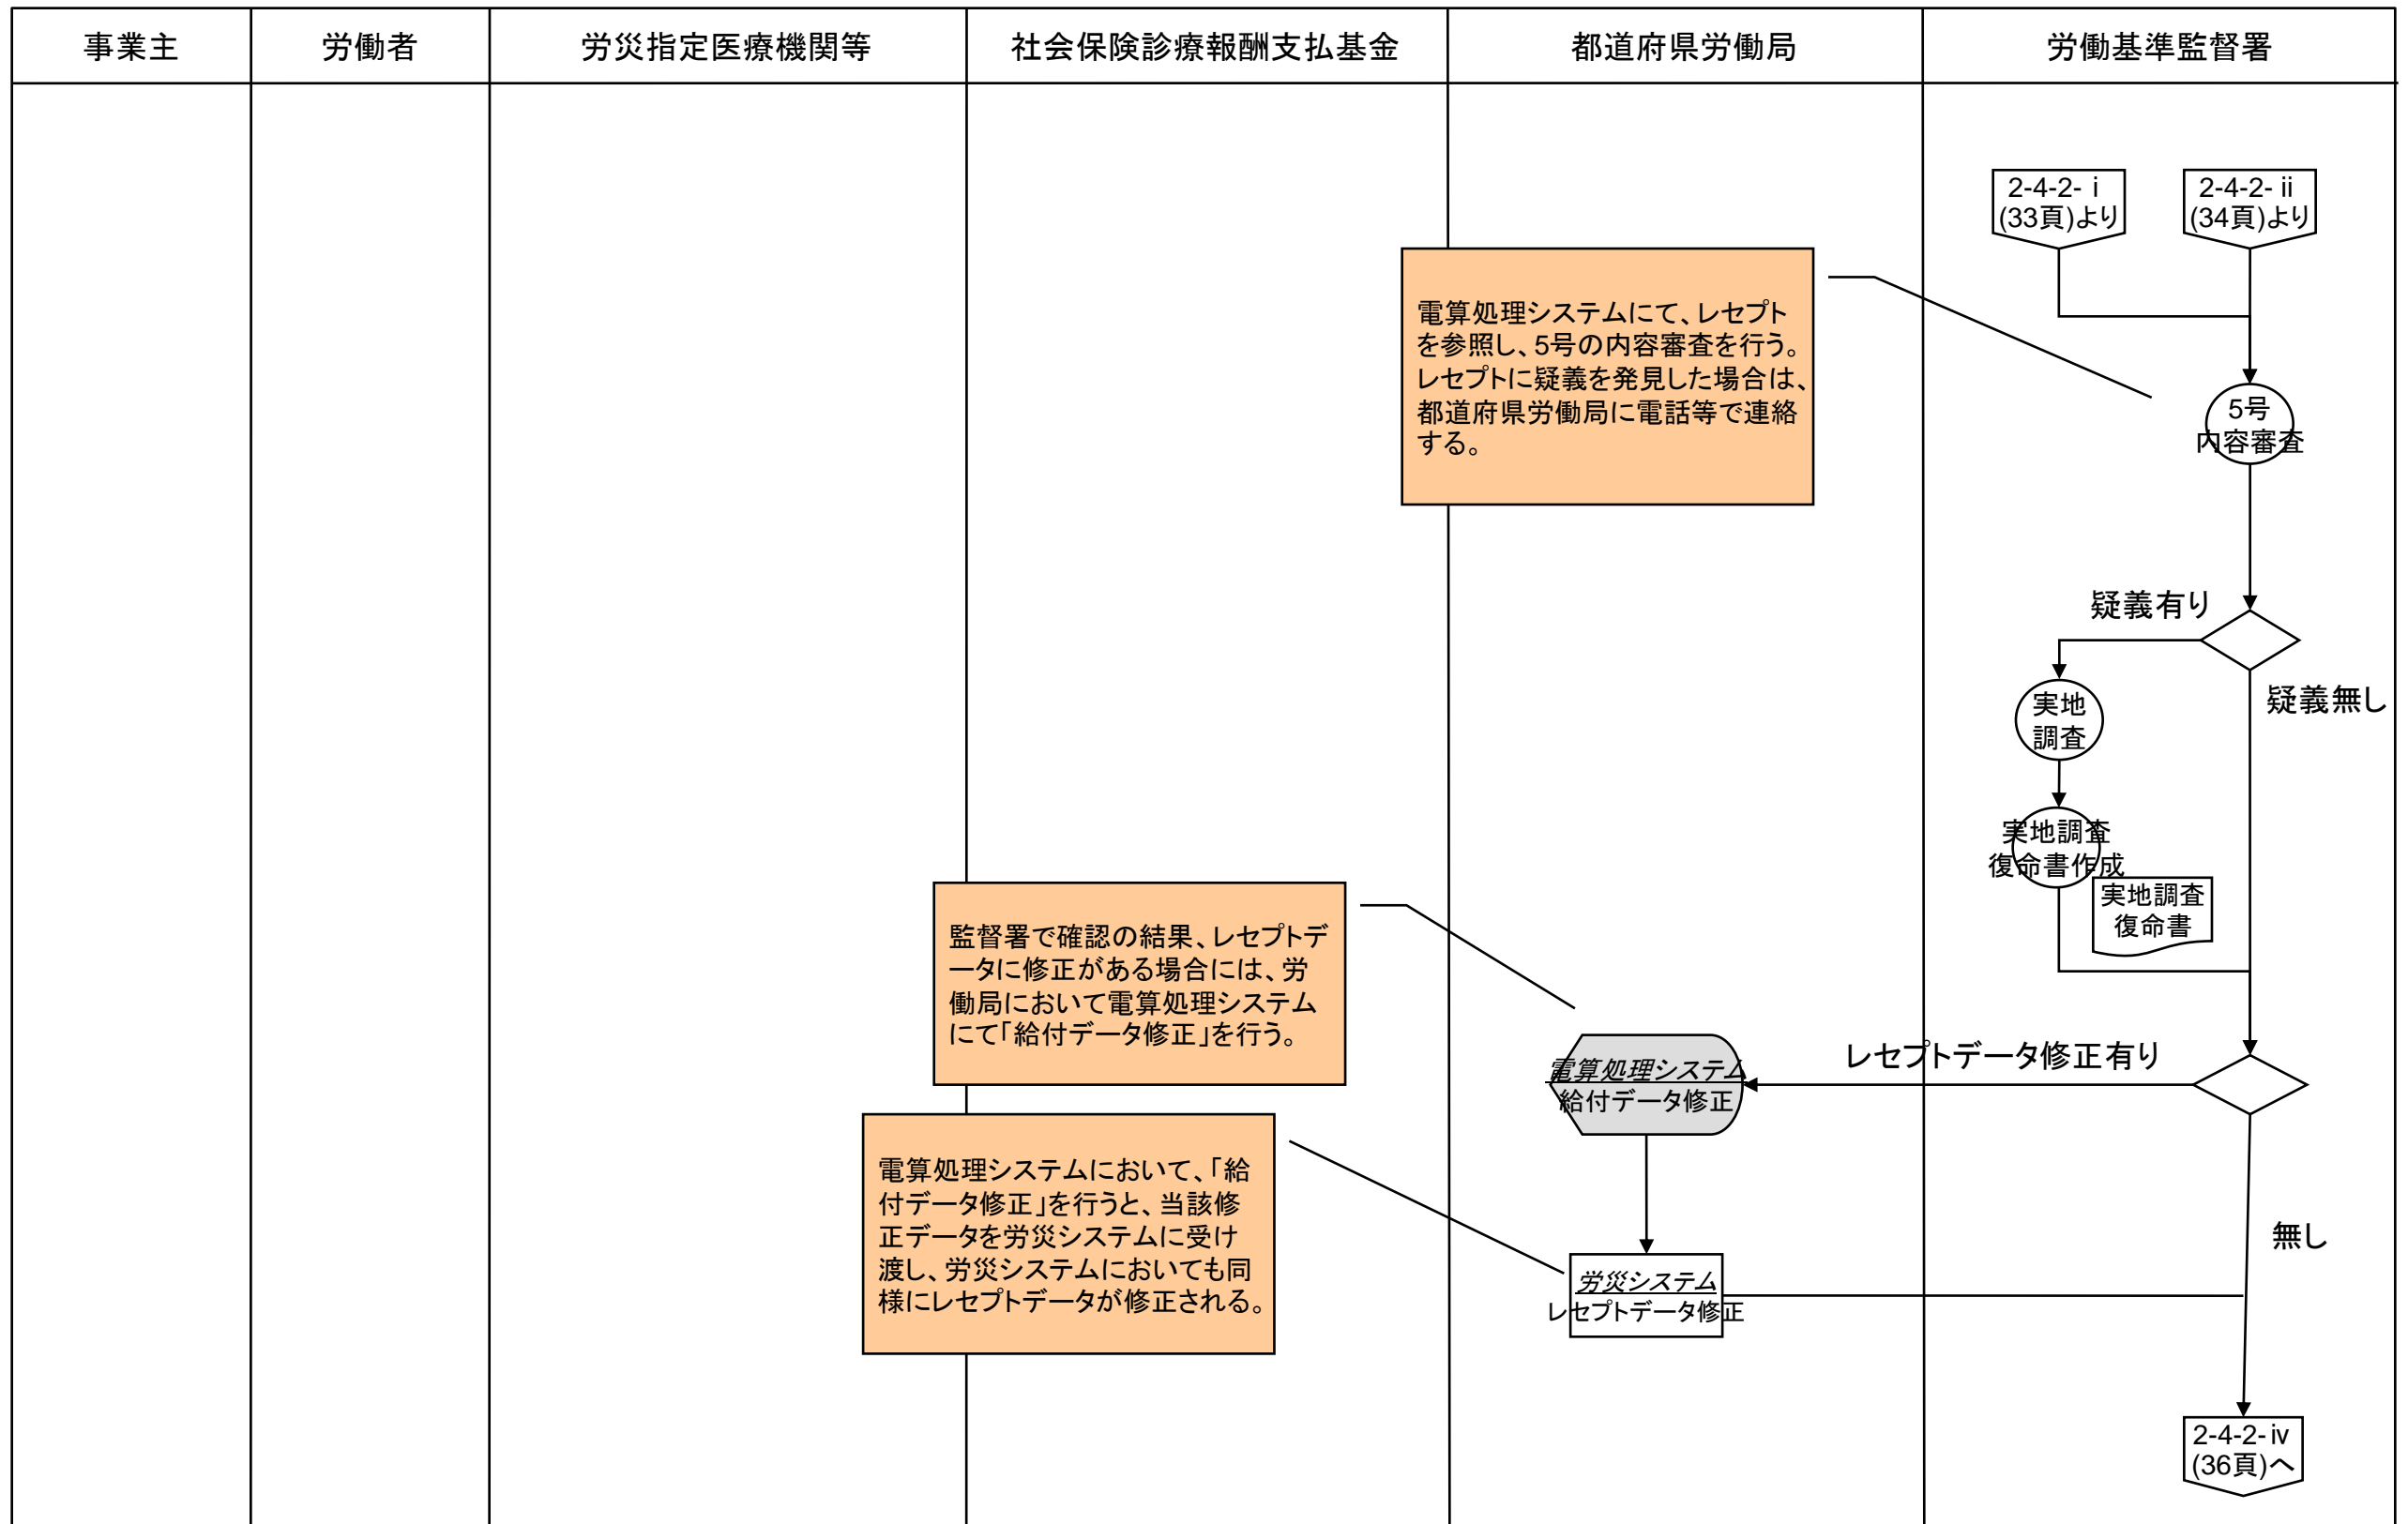 事業主
労働者
労災指定医療機関等
社会保険診療報酬支払基金
都道府県労働局
労働基準監督署
2-4-2-ⅰ
(33頁)より
2-4-2-ⅱ
(34頁)より
電算処理システムにて、レセプト
を参照し、5号の内容審査を行う。
レセプトに疑義を発見した場合は、
都道府県労働局に電話等で連絡
する。
5号
内容審査
疑義有り
疑義無し
実地
調査
実地調査
復命書作成
実地調査
復命書
監督署で確認の結果、レセプトデ
ータに修正がある場合には、労
働局において電算処理システム
にて「給付データ修正」を行う。
レセプトデータ修正有り
電算処理システム
給付データ修正
電算処理システムにおいて、「給
付データ修正」を行うと、当該修
正データを労災システムに受け
渡し、労災システムにおいても同
様にレセプトデータが修正される。
無し
労災システム
レセプトデータ修正
2-4-2-ⅳ
(36頁)へ